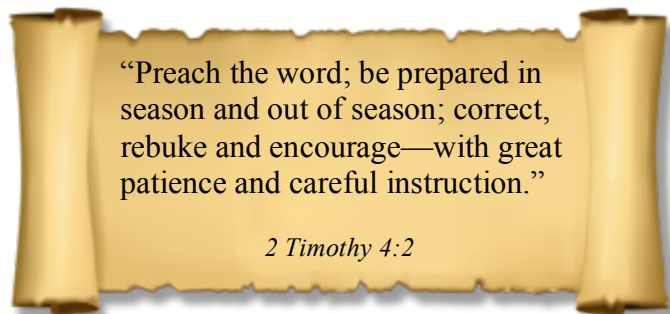 “Preach the word; be prepared in
season and out of season; correct,
rebuke and encourage—with great
patience and careful instruction.”
2 Timothy 4:2